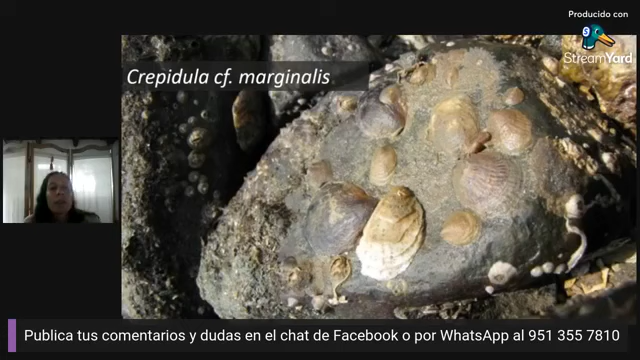 Producido con
StreamYard
Crepidula cf. marginalis
Publica tus comentarios y dudas en el chat de Facebook o por WhatsApp al 951 355 7810